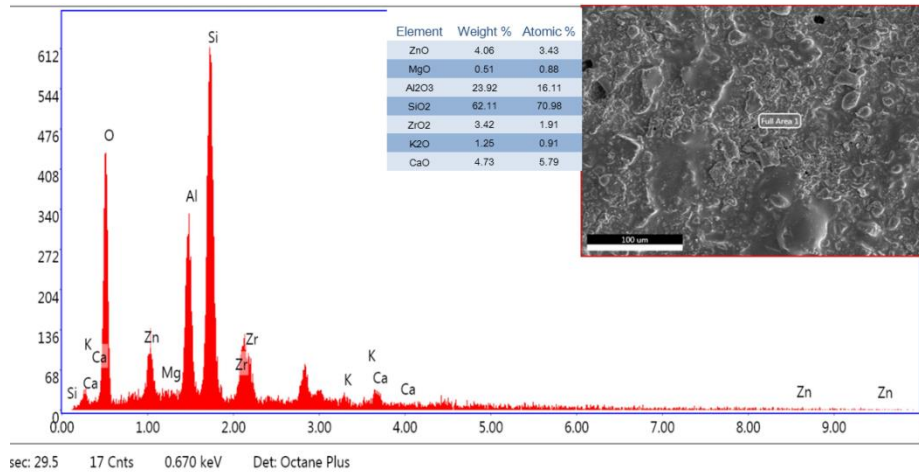 Element Weight % Atomic %
ZnO 4.06 3.43
MgO 0.51 0.88
Al2O3 23.92 16.11
SiO2 62.11 70.98
ZrO2 3.42 1.91
K2O 1.25 0.91
CaO 4.73 5.79
Full Area 1
100 um
612
544
476
408
340
272
204
136
68
0
Si
O
Al
K
Ca
Zn
Zr
Zr
K
Ca
Si
Ca
Mg
K
Ca
Zn
Zn
0.00 1.00 2.00 3.00 4.00 5.00 6.00 7.00 8.00 9.00
sec: 29.5 17 Cnts 0.670 keV Det: Octane Plus